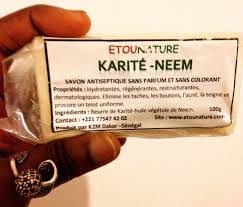 ETOUNATURE
KARITÉ -NEEM
SAVON ANTISEPTIQUE SANS PARFUM ET SANS COLORANT
Propriétés : Hydratantes, régénérantes, restructurantes,
dermatologiques. Elimine les taches, les boutons, l'acné, la teigne et
procure un teint uniforme.
Ingrédients : Beurre de Karité-huile végétale de Neem. 100g
Contact : +221 77547 42 02 Site : www.etounature.com
Produit par K2M Dakar –Sénégal